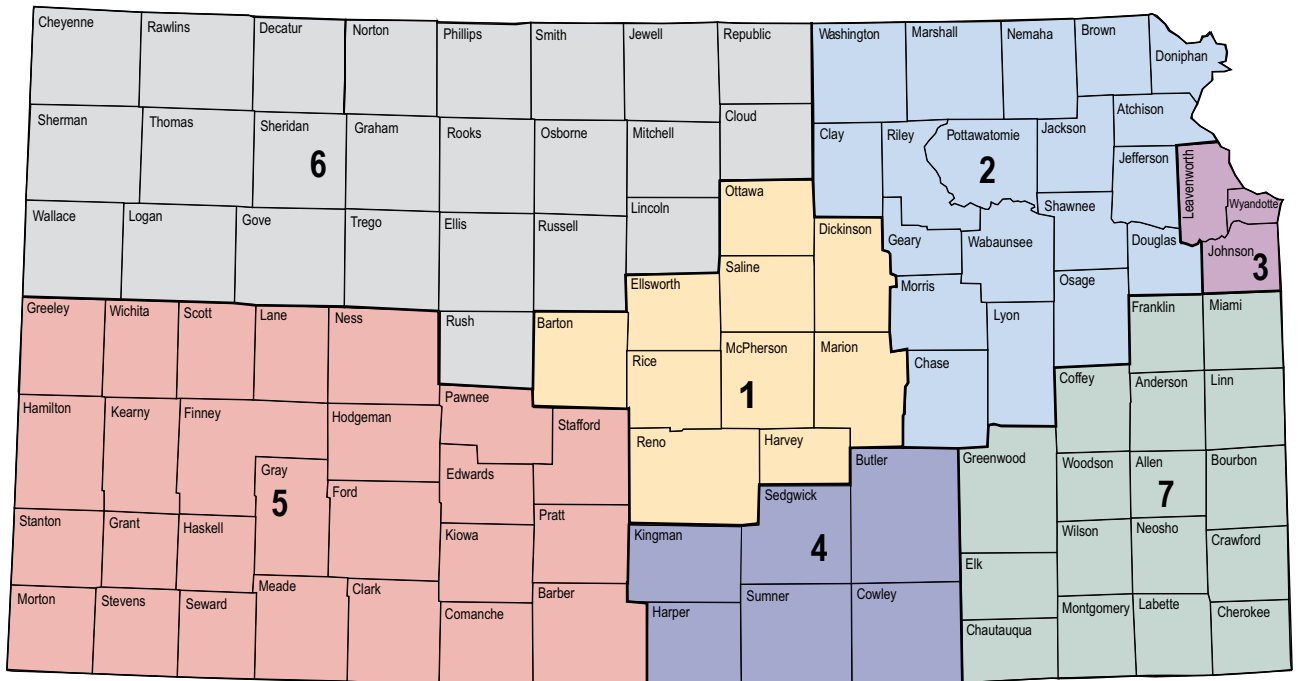 Cheyenne
Rawlins
Decatur
Norton
Phillips
Smith
Jewell
Republic
Washington
Marshall
Nemaha
Brown
Doniphan
Sherman
Thomas
Sheridan
Graham
Rooks
Osborne
Mitchell
Cloud
Clay
Riley
Pottawatomie
Jackson
Atchison
Jefferson
Leavenworth
Wyandotte
6
2
Wallace
Logan
Gove
Trego
Ellis
Russell
Lincoln
Ottawa
Dickinson
Geary
Wabaunsee
Shawnee
Douglas
Johnson
3
Saline
Ellsworth
Morris
Osage
Greeley
Wichita
Scott
Lane
Ness
Rush
Barton
Rice
McPherson
Marion
Chase
Lyon
Franklin
Miami
1
Hamilton
Kearny
Finney
Hodgeman
Pawnee
Stafford
Reno
Harvey
Coffey
Anderson
Linn
Gray
5
Ford
Edwards
Butler
Greenwood
Woodson
Allen
Bourbon
7
Stanton
Grant
Haskell
Kiowa
Pratt
Kingman
Sedgwick
4
Wilson
Neosho
Crawford
Elk
Morton
Stevens
Seward
Meade
Clark
Comanche
Barber
Harper
Sumner
Cowley
Chautauqua
Montgomery
Labette
Cherokee